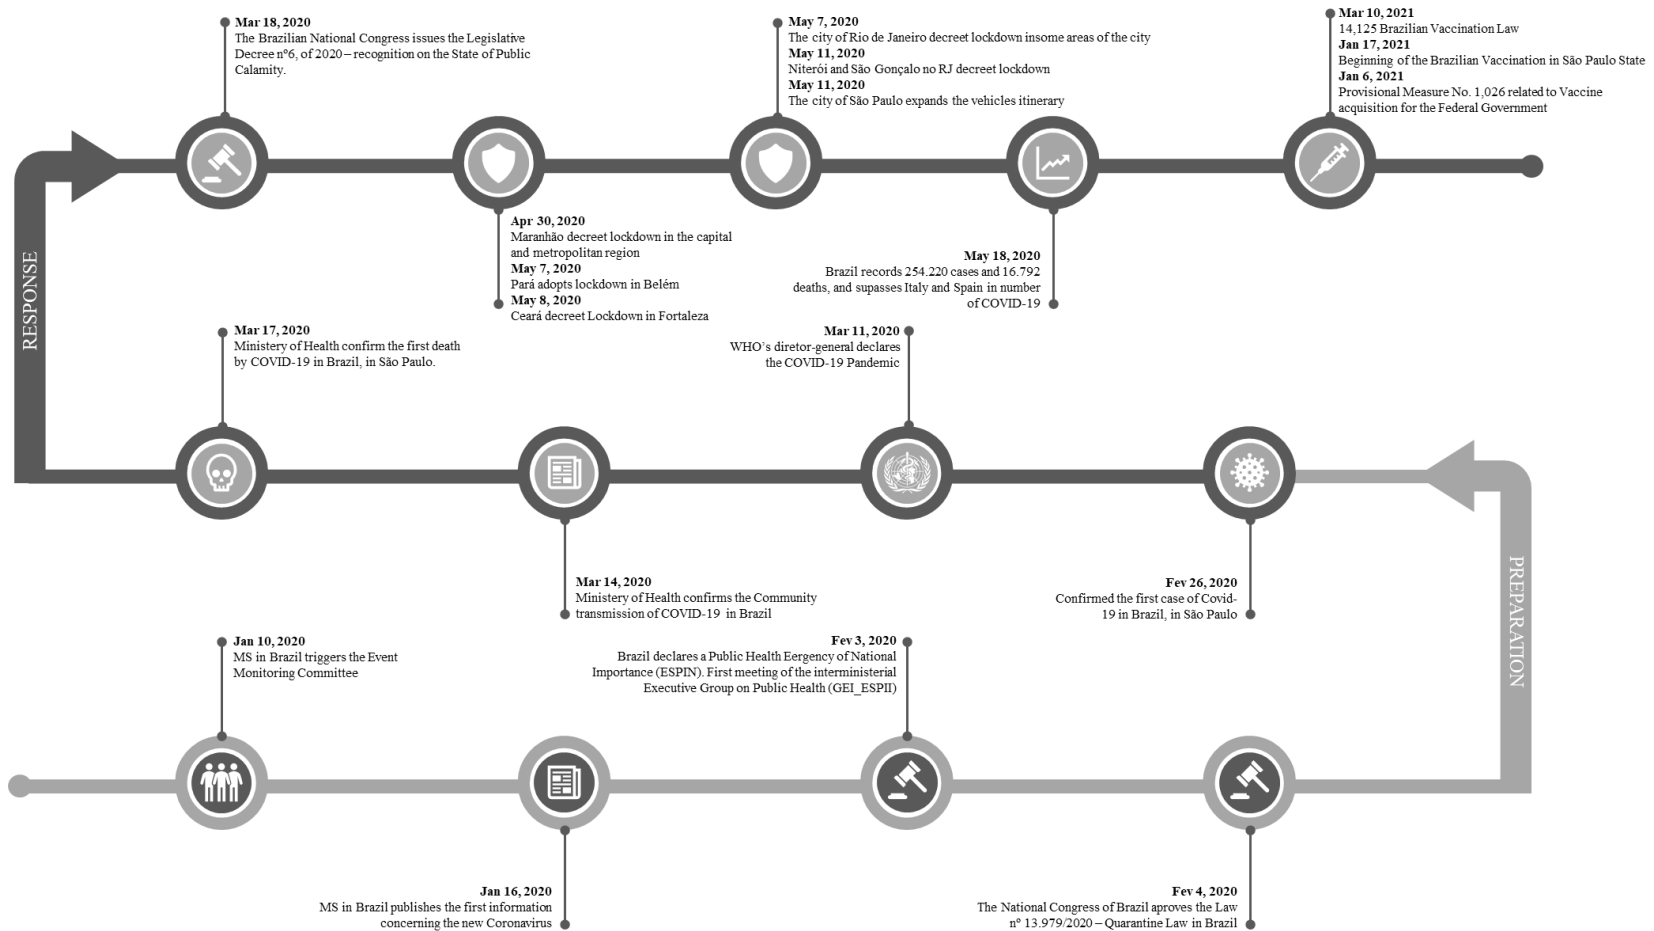 Mar 18, 2020
The Brazilian National Congress issues the Legislative
Decree nº6, of 2020 – recognition on the State of Public
Calamity.
May 7, 2020
The city of Rio de Janeiro decreet lockdown insome areas of the city
May 11, 2020
Niterói and São Gonçalo no RJ decreet lockdown
May 11, 2020
The city of São Paulo expands the vehicles itinerary
Mar 10, 2021
14,125 Brazilian Vaccination Law
Jan 17, 2021
Beginning of the Brazilian Vaccination in São Paulo State
Jan 6, 2021
Provisional Measure No. 1,026 related to Vaccine
acquisition for the Federal Government
RESPONSE
Apr 30, 2020
Maranhão decreet lockdown in the capital
and metropolitan region
May 7, 2020
Pará adopts lockdown in Belém
May 8, 2020
Ceará decreet Lockdown in Fortaleza
May 18, 2020
Brazil records 254.220 cases and 16.792
deaths, and supasses Italy and Spain in number
of COVID-19
Mar 17, 2020
Ministery of Health confirm the first death
by COVID-19 in Brazil, in São Paulo.
Mar 11, 2020
WHO's diretor-general declares
the COVID-19 Pandemic
Mar 14, 2020
Ministery of Health confirms the Community
transmission of COVID-19 in Brazil
Fev 26, 2020
Confirmed the first case of Covid-
19 in Brazil, in São Paulo
PREPARATION
Jan 10, 2020
MS in Brazil triggers the Event
Monitoring Committee
Fev 3, 2020
Brazil declares a Public Health Eergency of National
Importance (ESPIN). First meeting of the interministerial
Executive Group on Public Health (GEI_ESPII)
Jan 16, 2020
MS in Brazil publishes the first information
concerning the new Coronavirus
Fev 4, 2020
The National Congress of Brazil aproves the Law
nº 13.979/2020 – Quarantine Law in Brazil